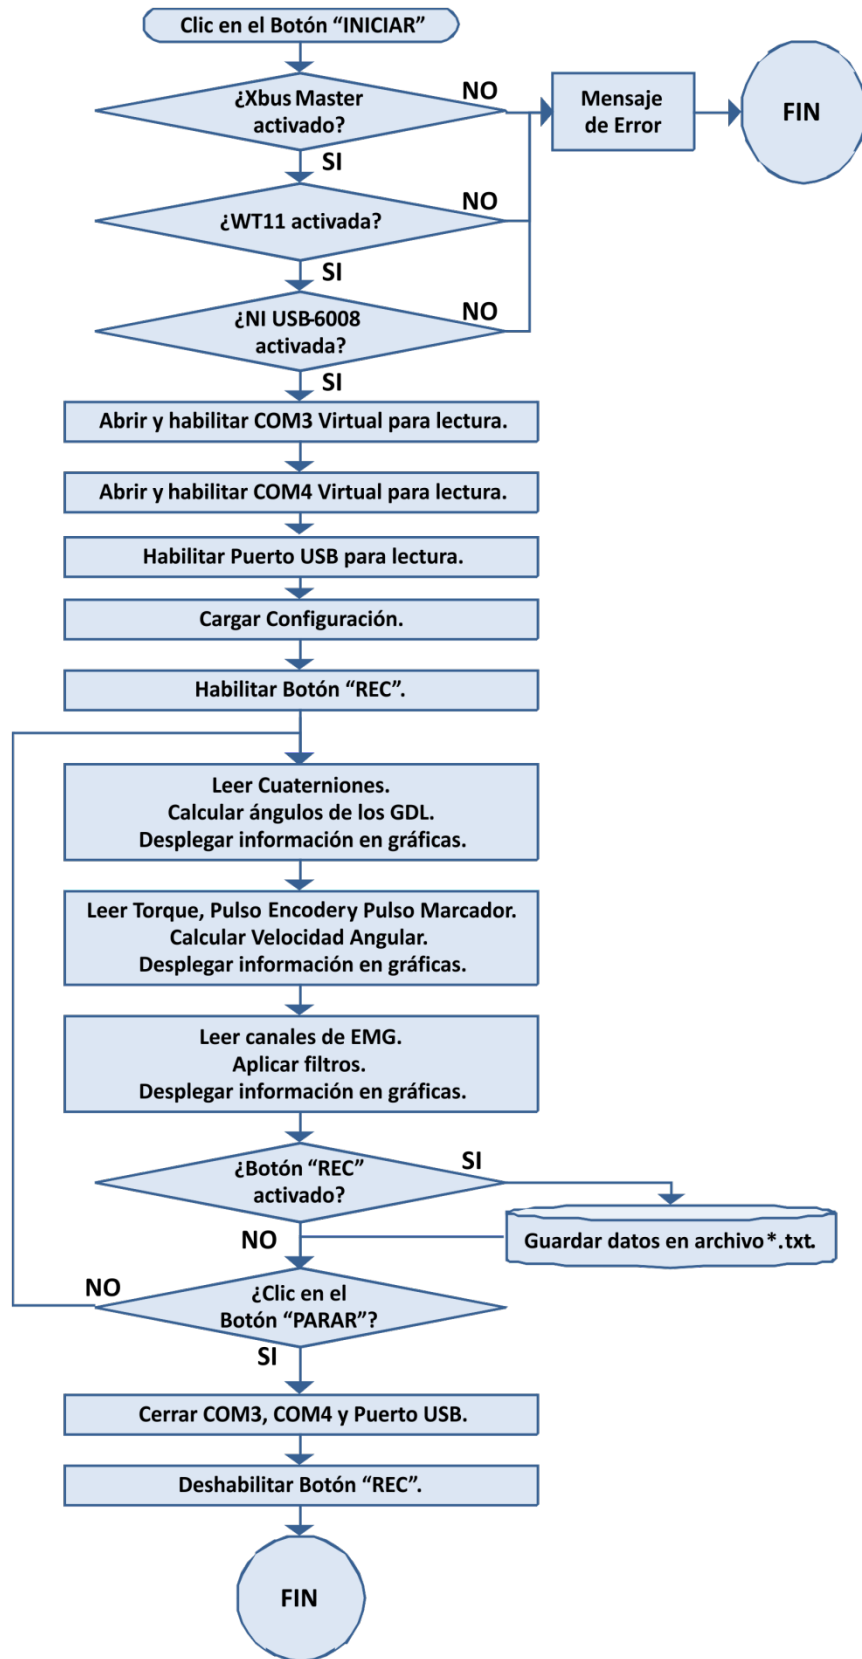 Clic en el Botón “INICIAR”
¿Xbus Master
activado?
NO
Mensaje
de Error
FIN
SI
¿WT11 activada?
NO
SI
¿NI USB-6008
activada?
NO
SI
Abrir y habilitar COM3 Virtual para lectura.
Abrir y habilitar COM4 Virtual para lectura.
Habilitar Puerto USB para lectura.
Cargar Configuración.
Habilitar Botón “REC”.
Leer Cuaterniones.
Calcular ángulos de los GDL.
Desplegar información en gráficas.
Leer Torque, Pulso Encoder y Pulso Marcador.
Calcular Velocidad Angular.
Desplegar información en gráficas.
Leer canales de EMG.
Aplicar filtros.
Desplegar información en gráficas.
¿Botón “REC”
activado?
SI
Guardar datos en archivo *.txt.
NO
¿Clic en el
Botón “PARAR”?
NO
SI
Cerrar COM3, COM4 y Puerto USB.
Deshabilitar Botón “REC”.
FIN